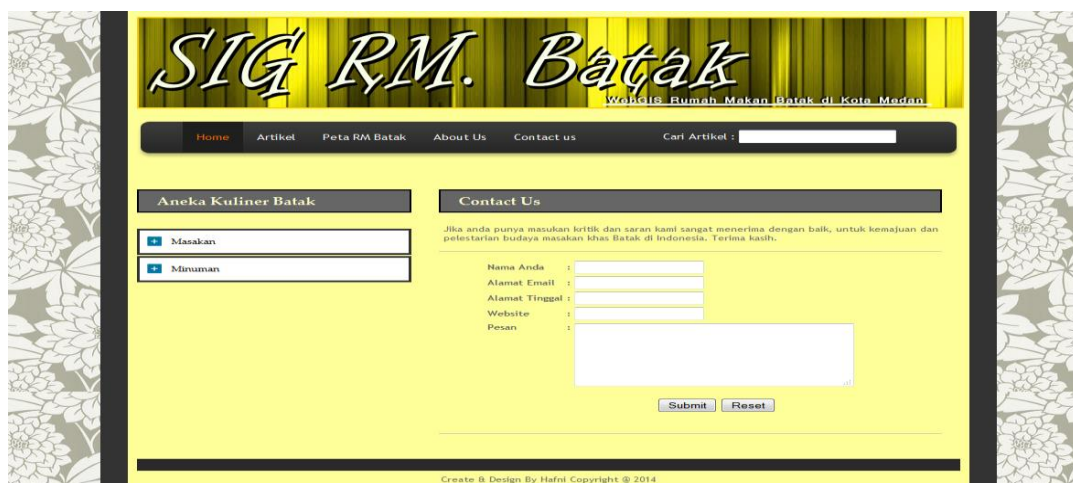 SIG RM. Batak
WebGIS Rumah Makan Batak di Kota Medan
Home Artikel Peta RM Batak About Us Contact us Cari Artikel :
Aneka Kuliner Batak
Masakan
Minuman
Contact Us
Jika anda punya masukan kritik dan saran kami sangat menerima dengan baik, untuk kemajuan dan
pelestarian budaya masakan khas Batak di Indonesia. Terima kasih.
Nama Anda :
Alamat Email :
Alamat Tinggal :
Website :
Pesan :
Submit Reset
Create & Design By Hafni Copyright @ 2014